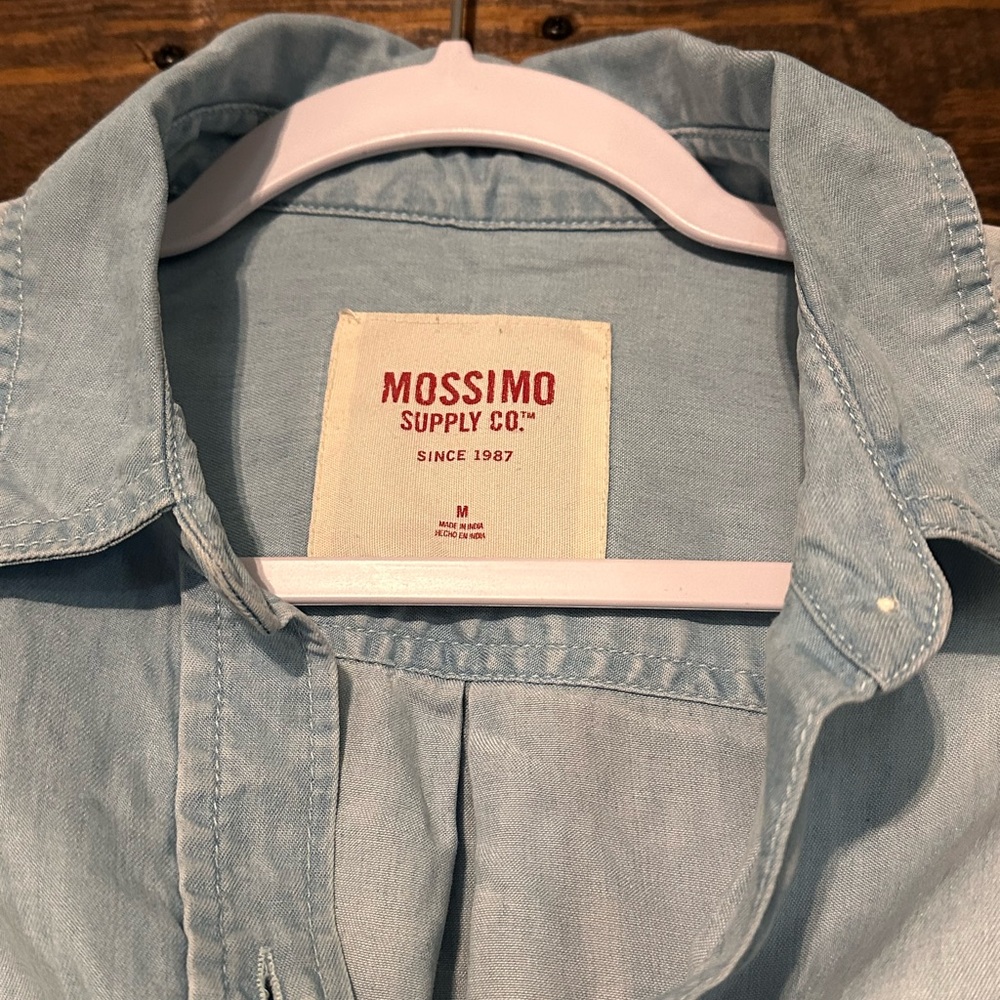 MOSSIMO
SUPPLY CO.™
SINCE 1987
M
MADE IN INDIA
HECHO EN INDIA